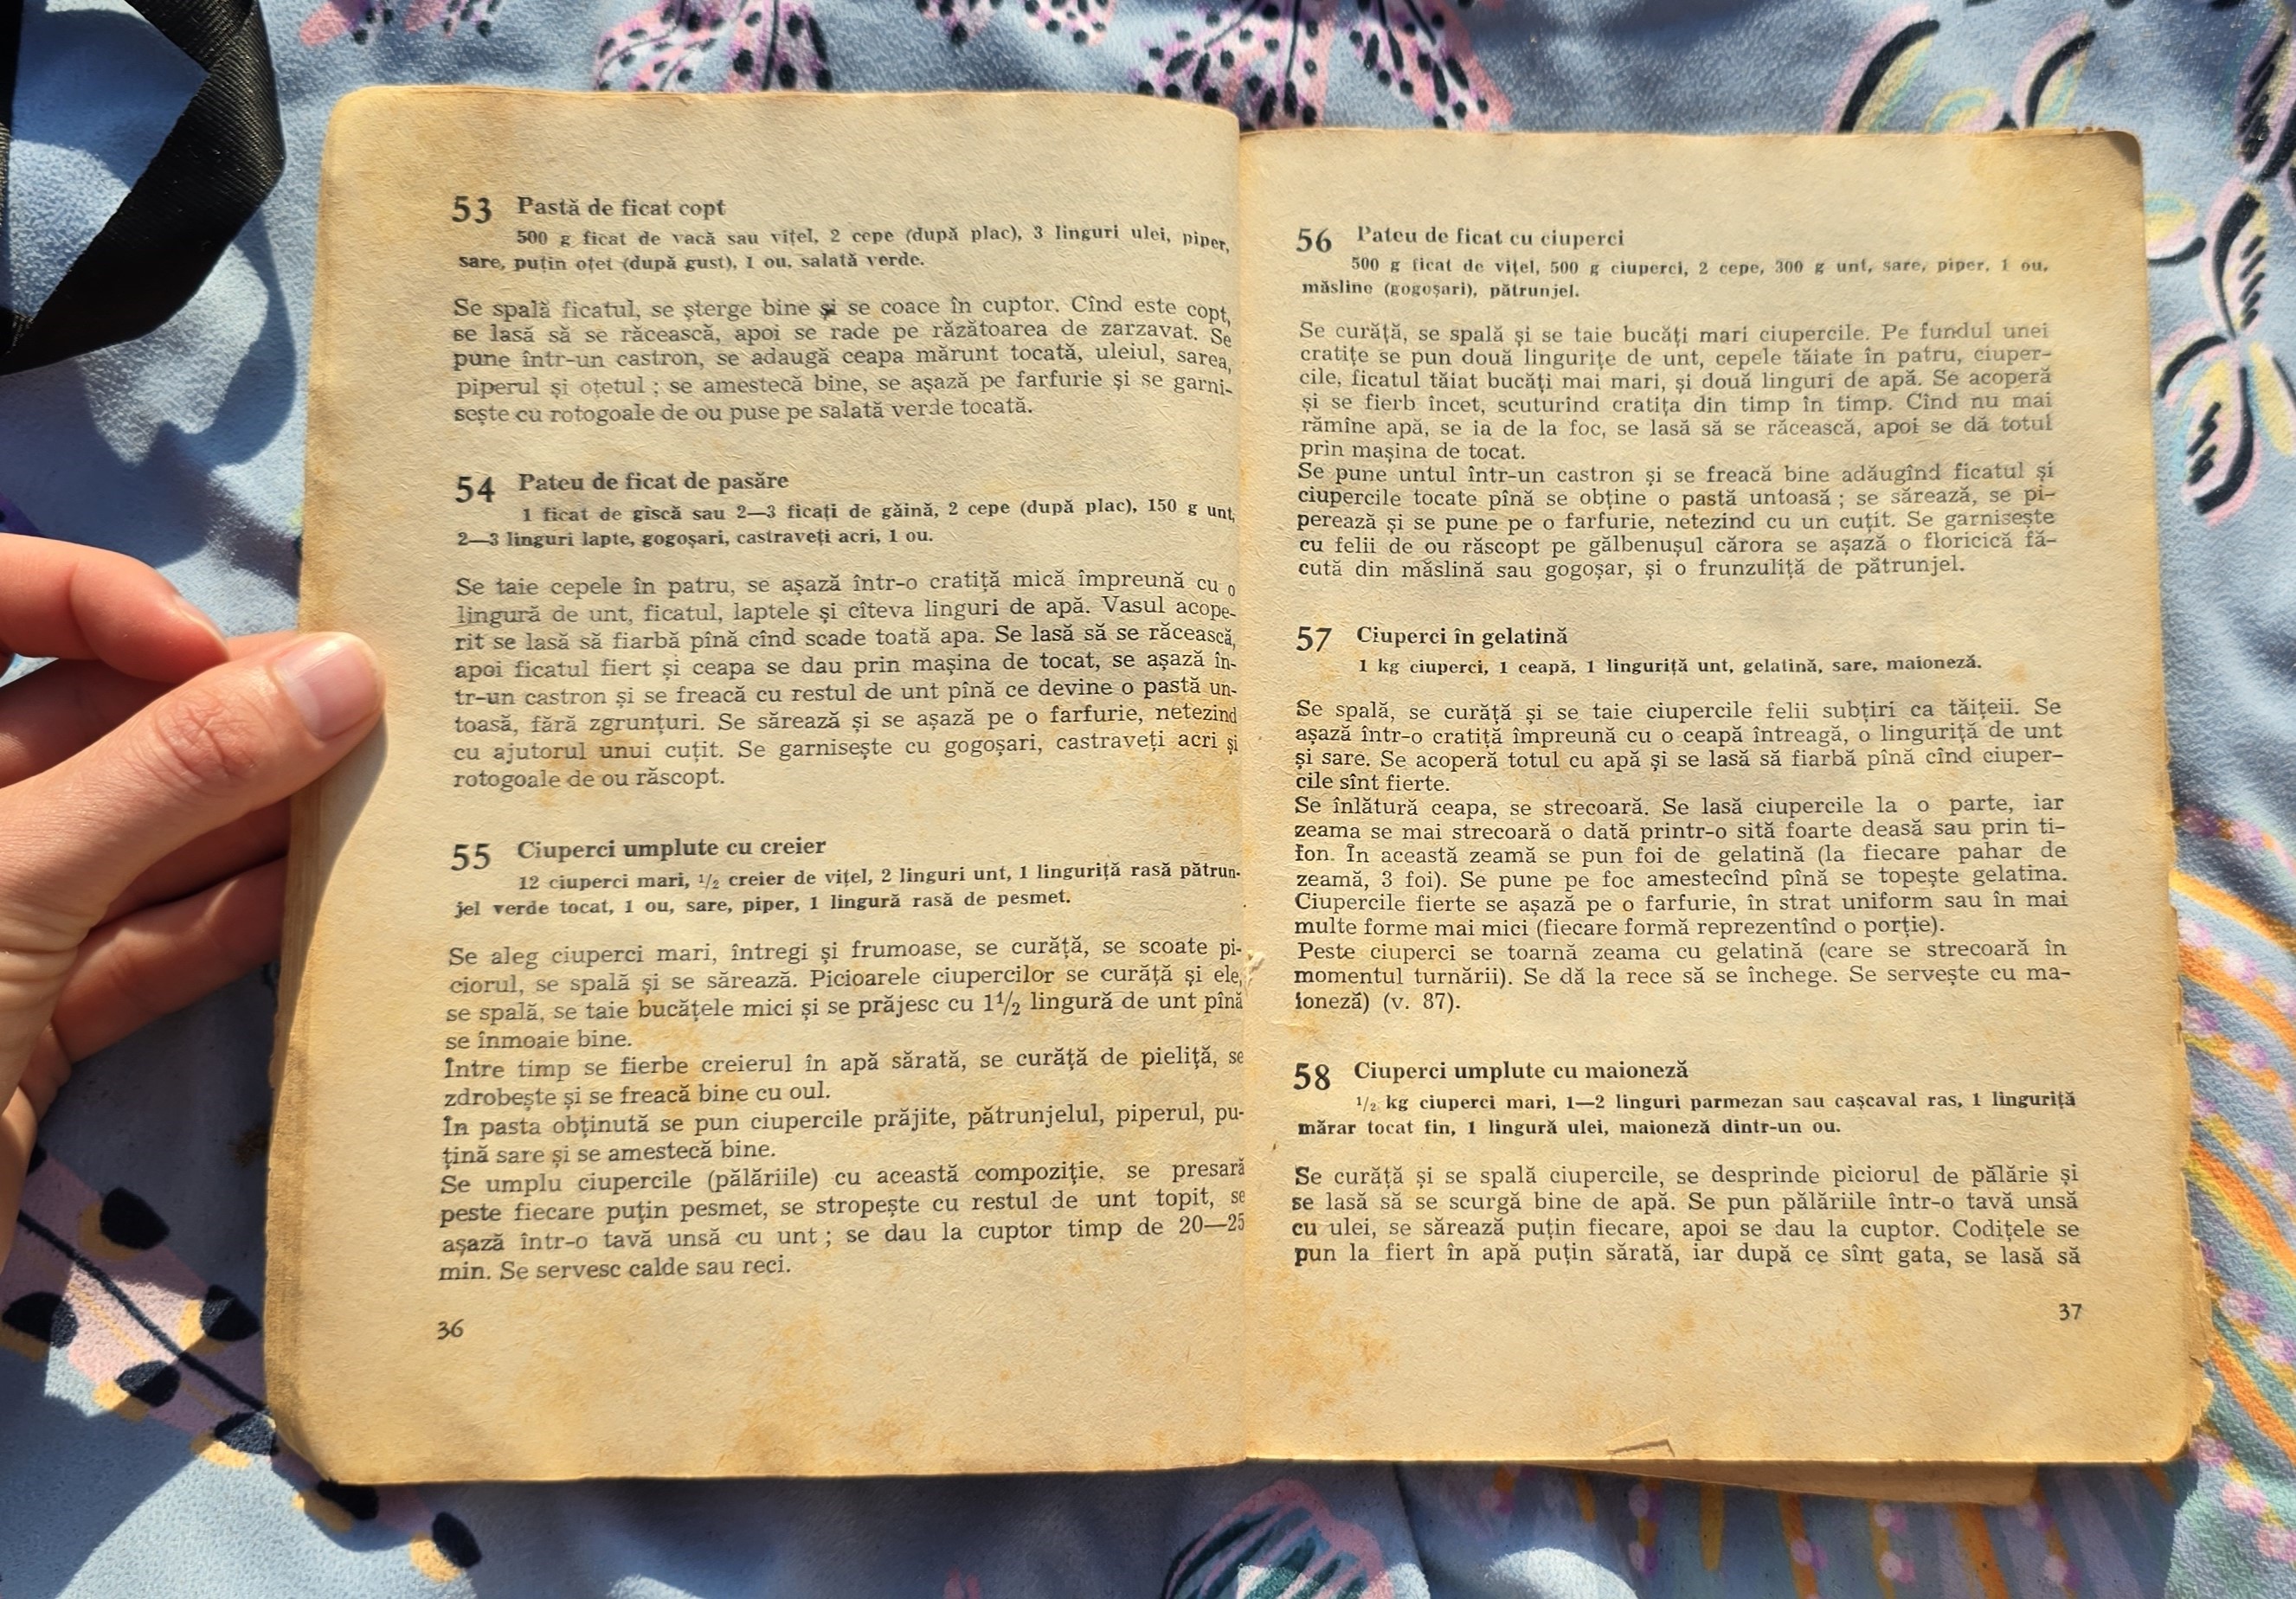 53 Pastă de ficat copt
500 g ficat de vacă sau vițel, 2 cepe (după plac), 3 linguri ulei, piper,
sare, puțin oțet (după gust), 1 ou, salată verde.
Se spală ficatul, se șterge bine și se coace în cuptor. Cînd este copt,
se lasă să se răcească, apoi se rade pe răzătoarea de zarzavat. Se
pune într-un castron, se adaugă ceapa mărunt tocată, uleiul, sarea,
piperul și oțetul ; se amestecă bine, se așază pe farfurie și se garni-
sește cu rotogoale de ou puse pe salată verde tocată.
54 Pateu de ficat de pasăre
1 ficat de gîscă sau 2—3 ficați de găină, 2 cepe (după plac), 150 g unt,
2—3 linguri lapte, gogoșari, castraveți acri, 1 ou.
Se taie cepele în patru, se așază într-o cratiță mică împreună cu o
lingură de unt, ficatul, laptele și cîteva linguri de apă. Vasul acope-
rit se lasă să fiarbă pînă cînd scade toată apa. Se lasă să se răcească,
apoi ficatul fiert și ceapa se dau prin mașina de tocat, se așază în-
tr-un castron și se freacă cu restul de unt pînă ce devine o pastă un-
toasă, fără zgrunțuri. Se sărează și se așază pe o farfurie, netezind
cu ajutorul unui cuțit. Se garnisește cu gogoșari, castraveți acri și
rotogoale de ou răscopt.
55 Ciuperci umplute cu creier
12 ciuperci mari, 1/2 creier de vițel, 2 linguri unt, 1 linguriță rasă pătrun-
jel verde tocat, 1 ou, sare, piper, 1 lingură rasă de pesmet.
Se aleg ciuperci mari, întregi și frumoase, se curăță, se scoate pi-
ciorul, se spală și se sărează. Picioarele ciupercilor se curăță și ele,
se spală, se taie bucățele mici și se prăjesc cu 1 1/2 lingură de unt pînă
se înmoaie bine.
Între timp se fierbe creierul în apă sărată, se curăță de pieliță, se
zdrobește și se freacă bine cu oul.
În pasta obținută se pun ciupercile prăjite, pătrunjelul, piperul, pu-
țină sare și se amestecă bine.
Se umplu ciupercile (pălăriile) cu această compoziție, se presară
peste fiecare puțin pesmet, se stropește cu restul de unt topit, se
așază într-o tavă unsă cu unt ; se dau la cuptor timp de 20—25
min. Se servesc calde sau reci.
36
56 Pateu de ficat cu ciuperci
500 g ficat de vițel, 500 g ciuperci, 2 cepe, 300 g unt, sare, piper, 1 ou,
măsline (gogoșari), pătrunjel.
Se curăță, se spală și se taie bucăți mari ciupercile. Pe fundul unei
cratițe se pun două lingurițe de unt, cepele tăiate în patru, ciuper-
cile, ficatul tăiat bucăți mai mari, și două linguri de apă. Se acoperă
și se fierb încet, scuturînd cratița din timp în timp. Cînd nu mai
rămîne apă, se ia de la foc, se lasă să se răcească, apoi se dă totul
prin mașina de tocat.
Se pune untul într-un castron și se freacă bine adăugînd ficatul și
ciupercile tocate pînă se obține o pastă untoasă ; se sărează, se pi-
perează și se pune pe o farfurie, netezind cu un cuțit. Se garnisește
cu felii de ou răscopt pe gălbenușul cărora se așază o floricică fă-
cută din măslină sau gogoșar, și o frunzuliță de pătrunjel.
57 Ciuperci în gelatină
1 kg ciuperci, 1 ceapă, 1 linguriță unt, gelatină, sare, maioneză.
Se spală, se curăță și se taie ciupercile felii subțiri ca tăițeii. Se
așază într-o cratiță împreună cu o ceapă întreagă, o linguriță de unt
și sare. Se acoperă totul cu apă și se lasă să fiarbă pînă cînd ciuper-
cile sînt fierte.
Se înlătură ceapa, se strecoară. Se lasă ciupercile la o parte, iar
zeama se mai strecoară o dată printr-o sită foarte deasă sau prin ti-
fon. În această zeamă se pun foi de gelatină (la fiecare pahar de
zeamă, 3 foi). Se pune pe foc amestecînd pînă se topește gelatina.
Ciupercile fierte se așază pe o farfurie, în strat uniform sau în mai
multe forme mai mici (fiecare formă reprezentînd o porție).
Peste ciuperci se toarnă zeama cu gelatină (care se strecoară în
momentul turnării). Se dă la rece să se închege. Se servește cu ma-
ioneză) (v. 87).
58 Ciuperci umplute cu maioneză
1/2 kg ciuperci mari, 1—2 linguri parmezan sau cașcaval ras, 1 linguriță
mărar tocat fin, 1 lingură ulei, maioneză dintr-un ou.
Se curăță și se spală ciupercile, se desprinde piciorul de pălărie și
se lasă să se scurgă bine de apă. Se pun pălăriile într-o tavă unsă
cu ulei, se sărează puțin fiecare, apoi se dau la cuptor. Codițele se
pun la fiert în apă puțin sărată, iar după ce sînt gata, se lasă să
37